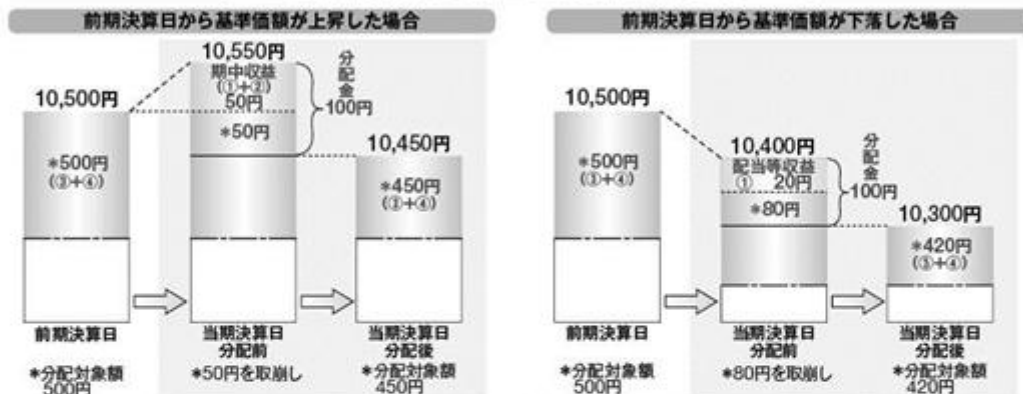 前期決算日から基準価額が上昇した場合
10,500円
*500円
(③+④)
前期決算日
*分配対象額
500円
10,550円
期中収益
(①+②)
50円
*50円
分配金
100円
当期決算日
分配前
*50円を取崩し
10,450円
*450円
(③+④)
当期決算日
分配後
*分配対象額
450円
前期決算日から基準価額が下落した場合
10,500円
*500円
(③+④)
前期決算日
*分配対象額
500円
10,400円
配当等収益
① 20円
*80円
分配金
100円
当期決算日
分配前
*80円を取崩し
10,300円
*420円
(③+④)
当期決算日
分配後
*分配対象額
420円